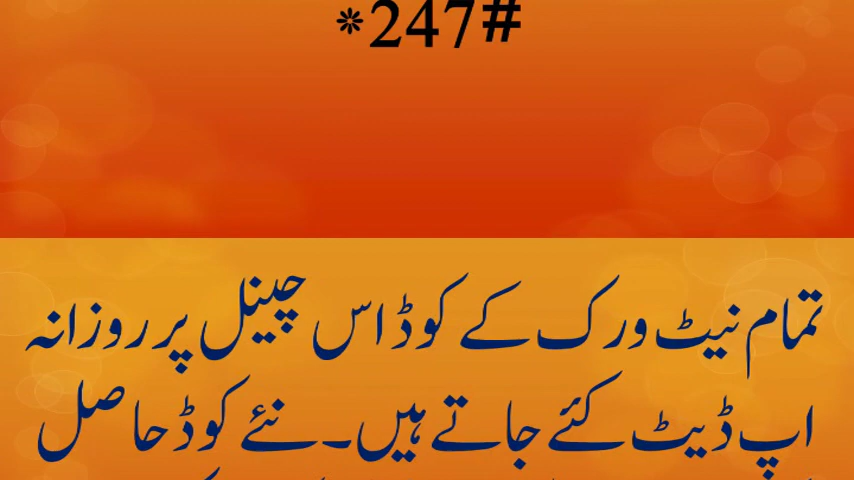 *247#
تمام نیٹ ورک کے کوڈ اس چینل پر روزانہ
اپ ڈیٹ کئے جاتے ہیں۔ نئے کوڈ حاصل